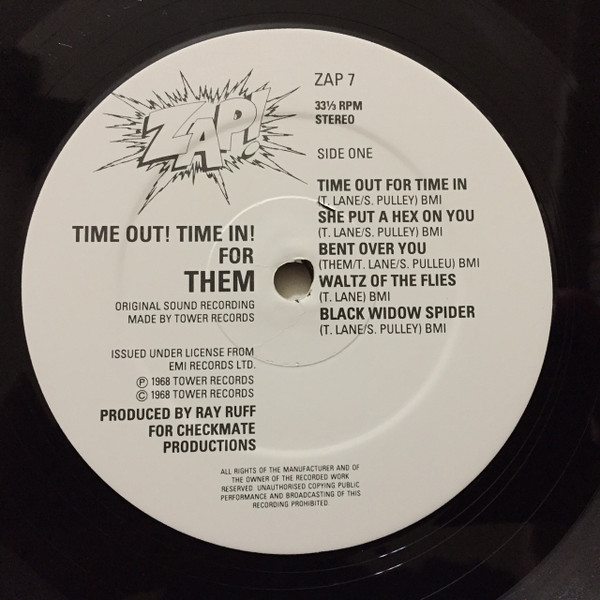 ZAP!
ZAP 7
33⅓ RPM
STEREO
SIDE ONE
TIME OUT FOR TIME IN
(T. LANE/S. PULLEY) BMI
SHE PUT A HEX ON YOU
(T. LANE/S. PULLEY) BMI
BENT OVER YOU
(THEM/T. LANE/S. PULLEU) BMI
WALTZ OF THE FLIES
(T. LANE) BMI
BLACK WIDOW SPIDER
(T. LANE/S. PULLEY) BMI
TIME OUT! TIME IN!
FOR
THEM
ORIGINAL SOUND RECORDING
MADE BY TOWER RECORDS
ISSUED UNDER LICENSE FROM
EMI RECORDS LTD.
℗ 1968 TOWER RECORDS
© 1968 TOWER RECORDS
PRODUCED BY RAY RUFF
FOR CHECKMATE
PRODUCTIONS
ALL RIGHTS OF THE MANUFACTURER AND OF
THE OWNER OF THE RECORDED WORK
RESERVED. UNAUTHORISED COPYING PUBLIC
PERFORMANCE AND BROADCASTING OF THIS
RECORDING PROHIBITED.